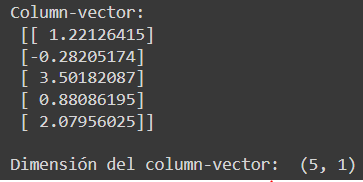 Column-vector:
[[ 1.22126415]
[-0.28205174]
[ 3.50182087]
[ 0.88086195]
[ 2.07956025]]
Dimensión del column-vector:  (5, 1)